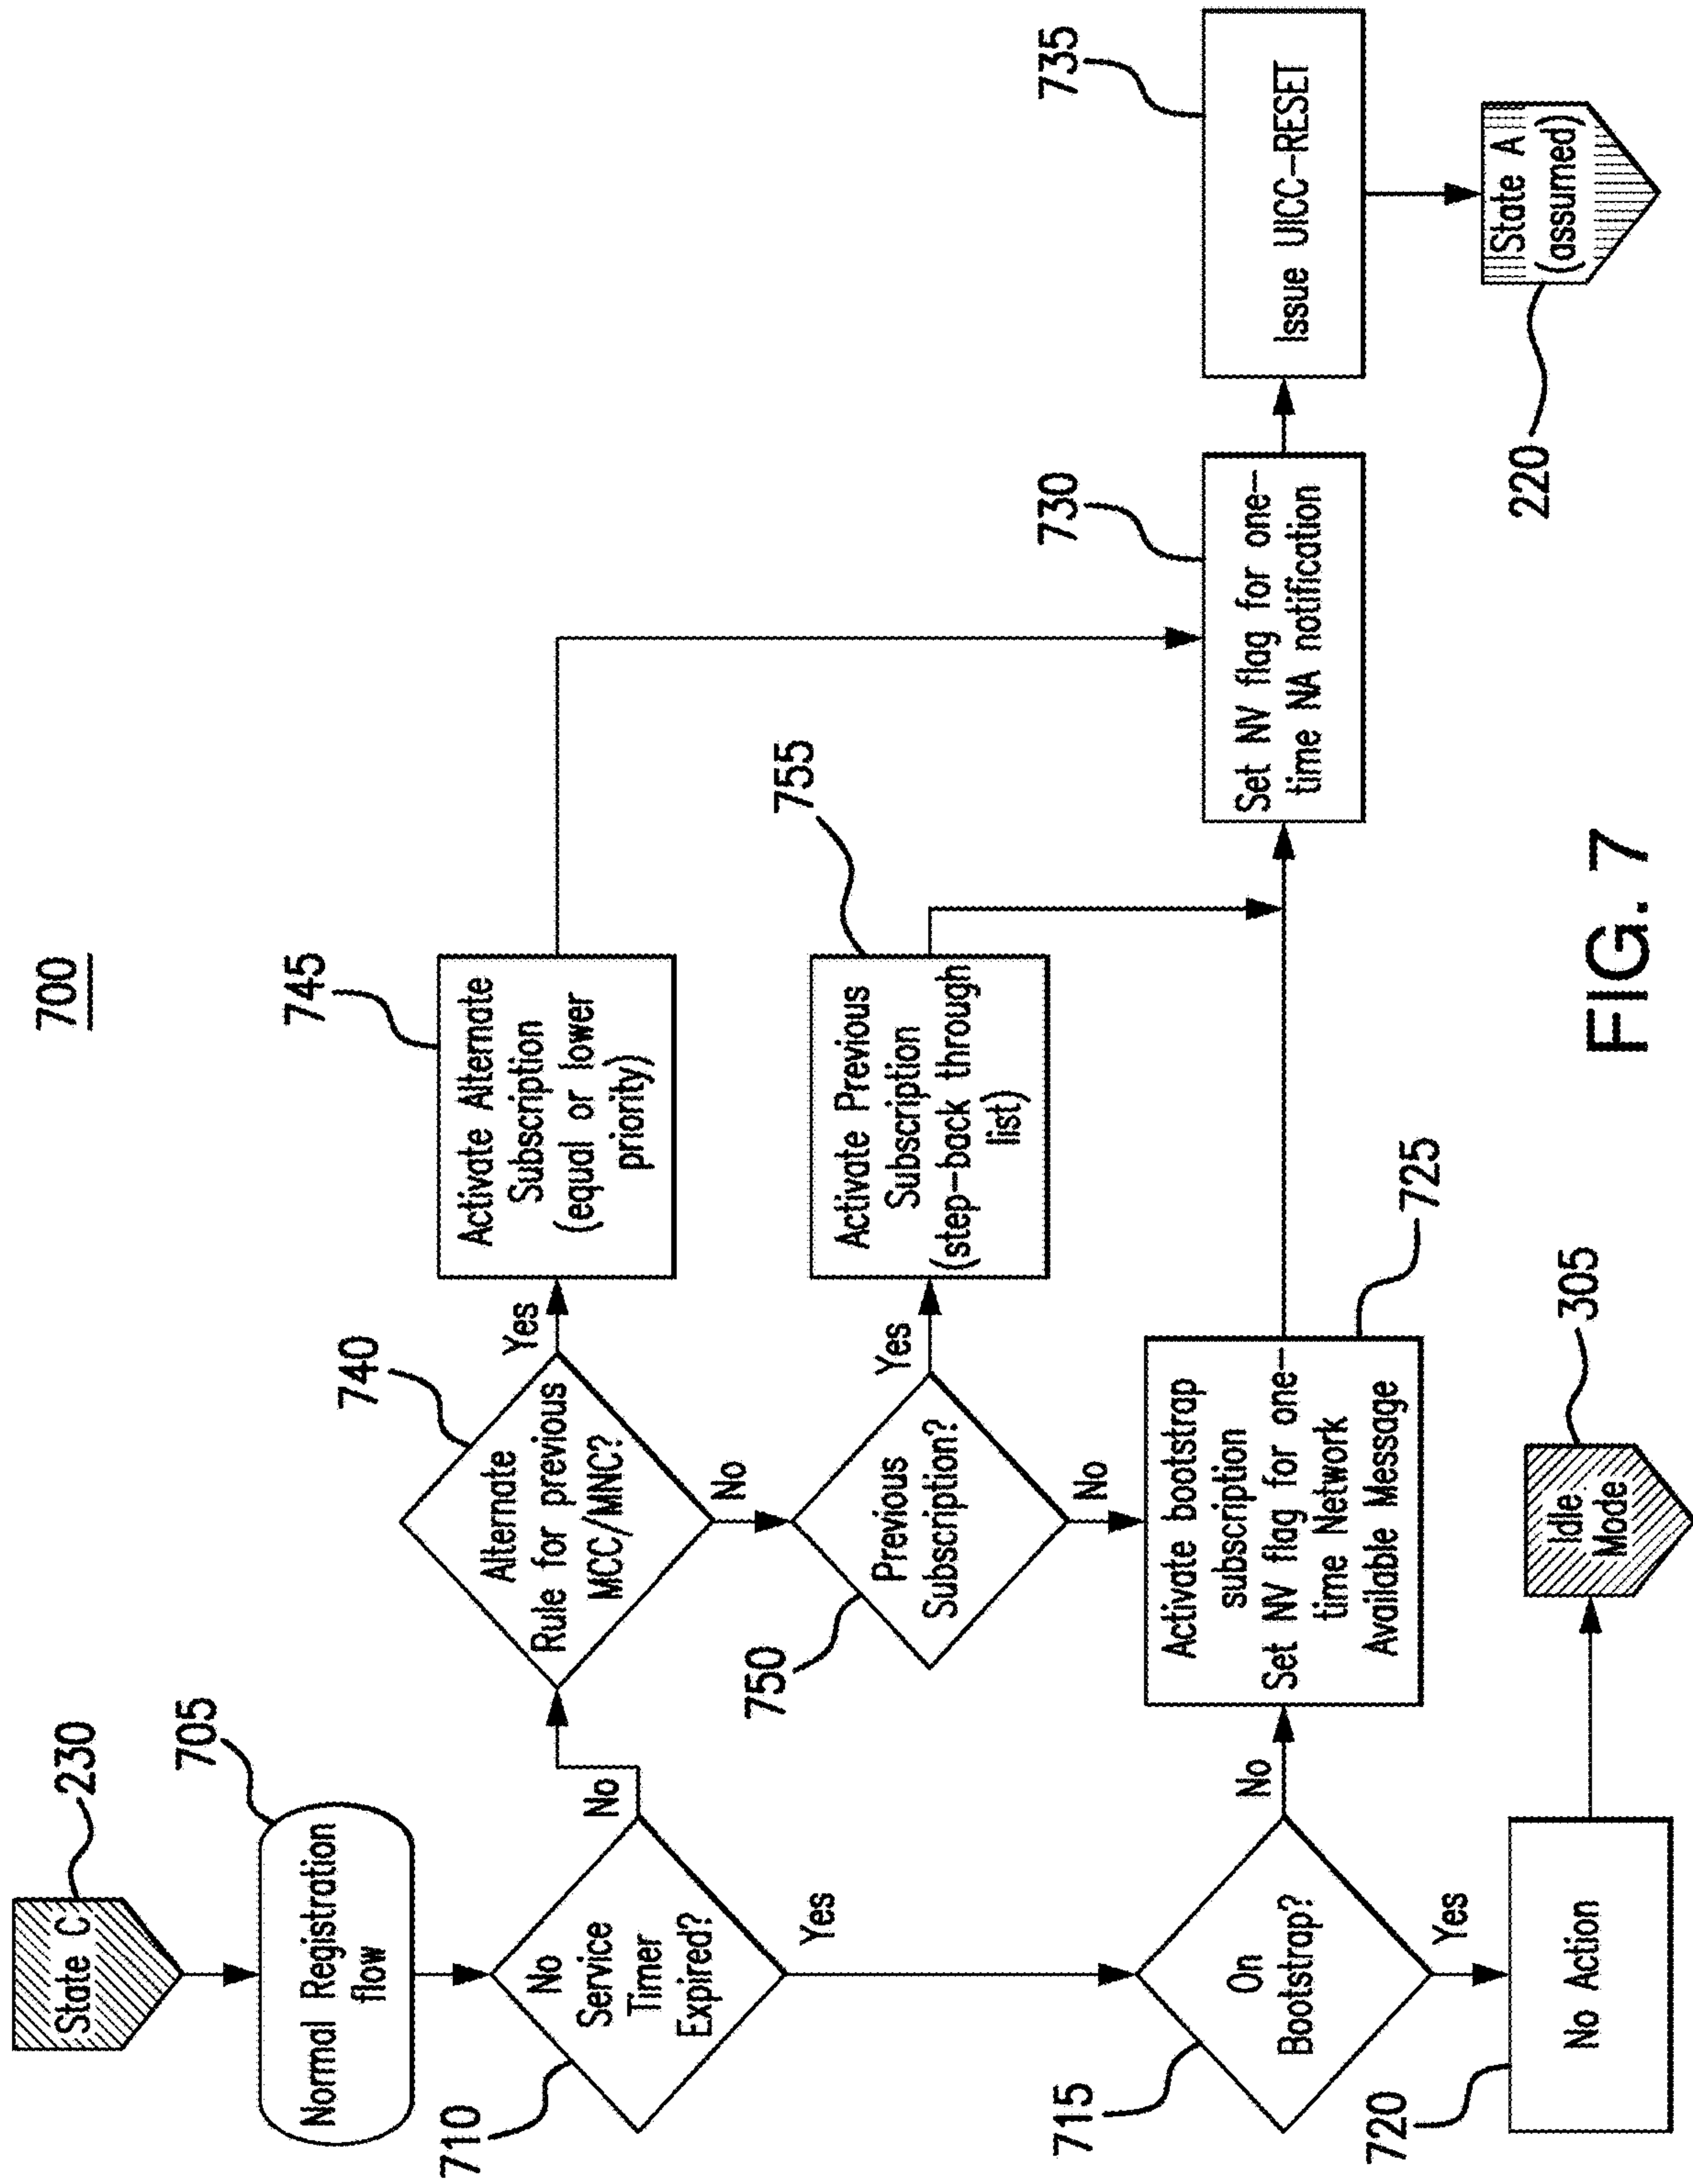 700
State C
230
Normal Registration
flow
705
No
Service
Timer
Expired?
710
No
Yes
Alternate
Rule for previous
MCC/MNC?
740
Yes
No
Activate Alternate
Subscription
(equal or lower
priority)
745
Previous
Subscription?
750
Yes
No
Activate Previous
Subscription
(step-back through
list)
755
On
Bootstrap?
715
No
Yes
Activate bootstrap
subscription
Set NV flag for one-
time Network
Available Message
725
Set NV flag for one-
time NA notification
730
Issue UICC-RESET
735
State A
(assumed)
220
No Action
720
Idle
Mode
305
FIG. 7